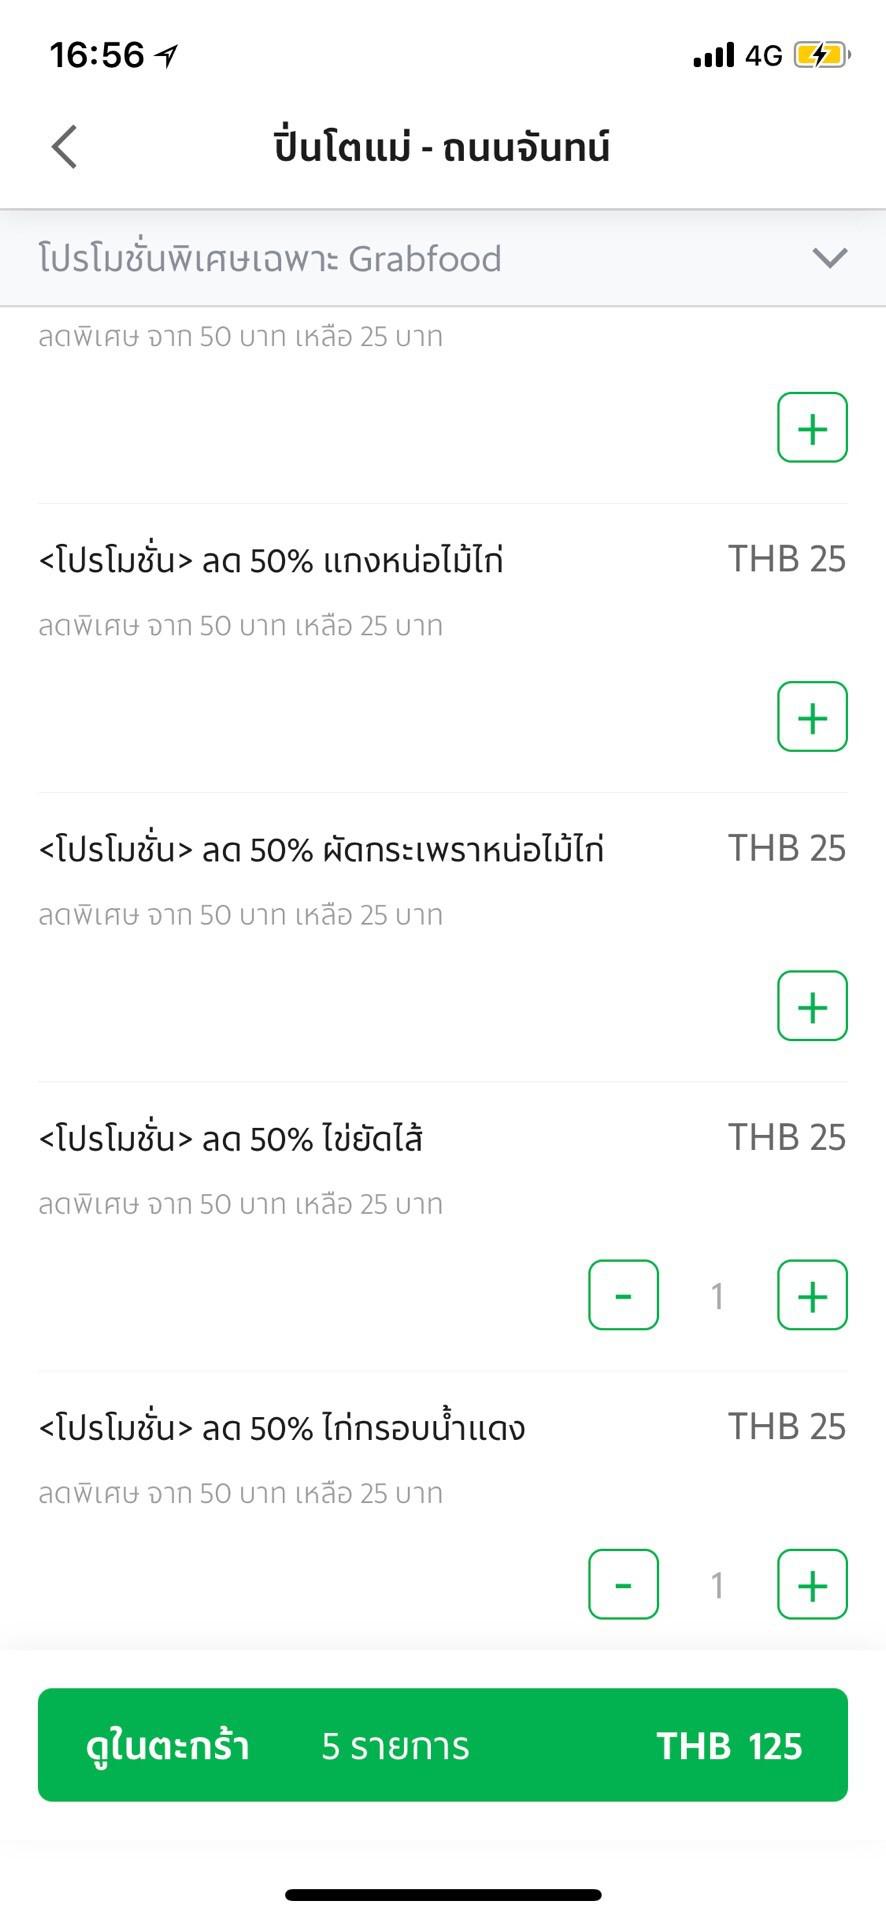 16:56
4G
ปิ่นโตแม่ - ถนนจันทน์
โปรโมชั่นพิเศษเฉพาะ Grabfood
ลดพิเศษ จาก 50 บาท เหลือ 25 บาท
+
<โปรโมชั่น> ลด 50% แกงหน่อไม้ไก่ THB 25
ลดพิเศษ จาก 50 บาท เหลือ 25 บาท
+
<โปรโมชั่น> ลด 50% ผัดกระเพราหน่อไม้ไก่ THB 25
ลดพิเศษ จาก 50 บาท เหลือ 25 บาท
+
<โปรโมชั่น> ลด 50% ไข่ยัดไส้ THB 25
ลดพิเศษ จาก 50 บาท เหลือ 25 บาท
- 1 +
<โปรโมชั่น> ลด 50% ไก่กรอบน้ำแดง THB 25
ลดพิเศษ จาก 50 บาท เหลือ 25 บาท
- 1 +
ดูในตะกร้า 5 รายการ THB 125